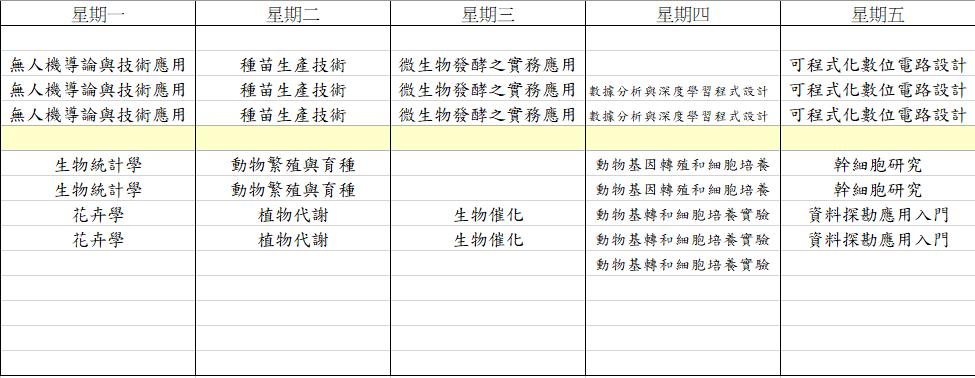 星期一 星期二 星期三 星期四 星期五
無人機導論與技術應用 種苗生產技術 微生物發酵之實務應用 可程式化數位電路設計
無人機導論與技術應用 種苗生產技術 微生物發酵之實務應用 數據分析與深度學習程式設計 可程式化數位電路設計
無人機導論與技術應用 種苗生產技術 微生物發酵之實務應用 數據分析與深度學習程式設計 可程式化數位電路設計
生物統計學 動物繁殖與育種 動物基因轉殖和細胞培養 幹細胞研究
生物統計學 動物繁殖與育種 動物基因轉殖和細胞培養 幹細胞研究
花卉學 植物代謝 生物催化 動物基轉和細胞培養實驗 資料探勘應用入門
花卉學 植物代謝 生物催化 動物基轉和細胞培養實驗 資料探勘應用入門
動物基轉和細胞培養實驗